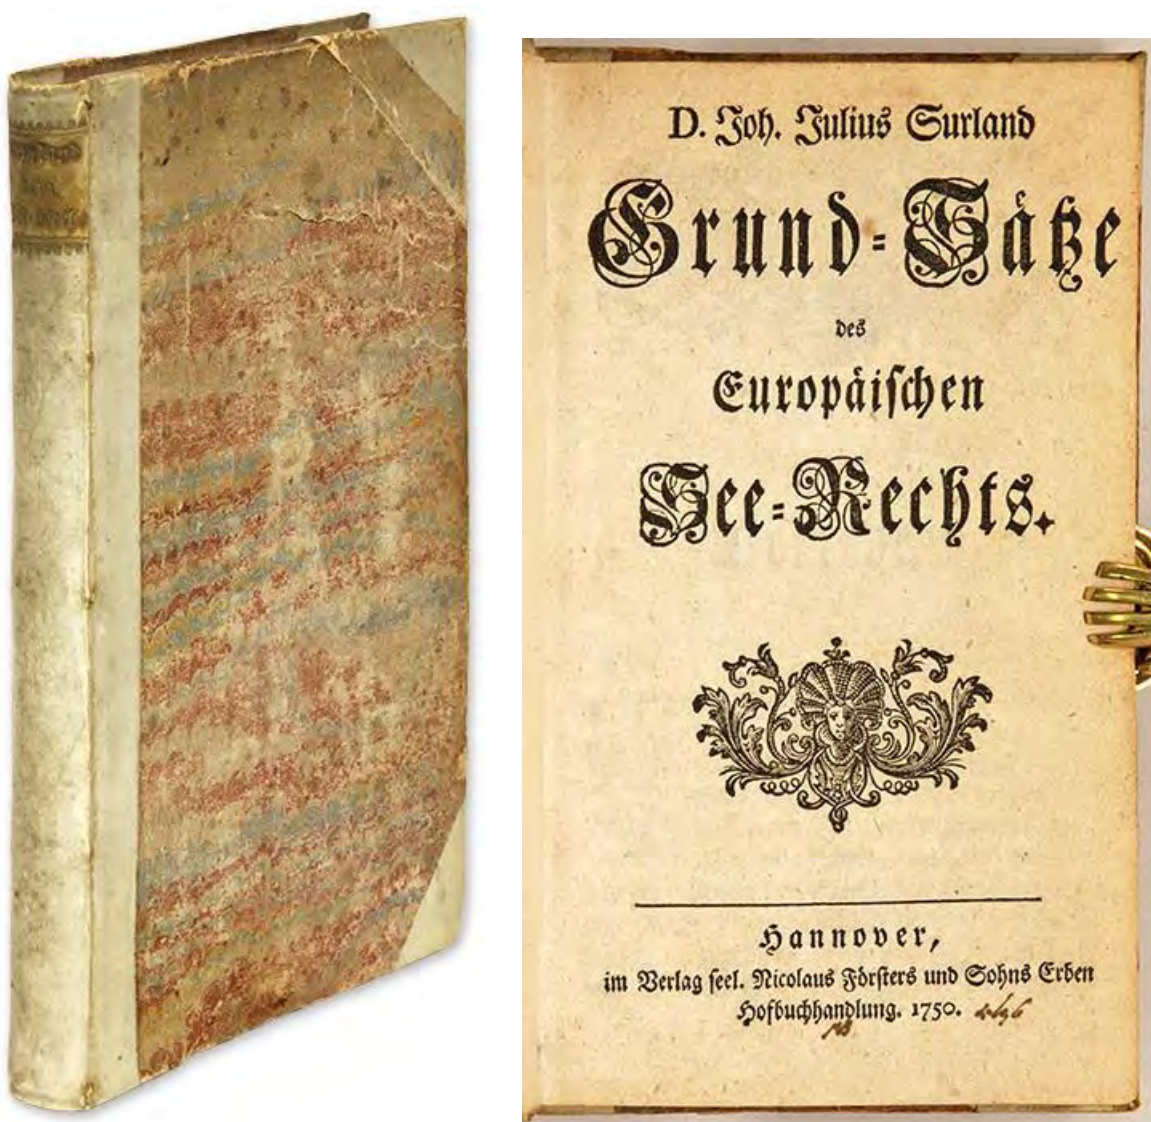 D. Joh. Julius Surland
Grund-Sätze
des
Europäischen
See-Rechts.
Hannover,
im Verlag seel. Nicolaus Försters und Sohns Erben
Hofbuchhandlung. 1750.